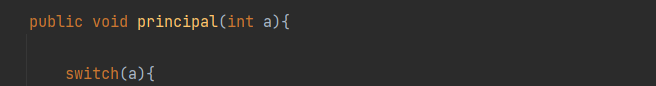 public void principal(int a){
switch(a){